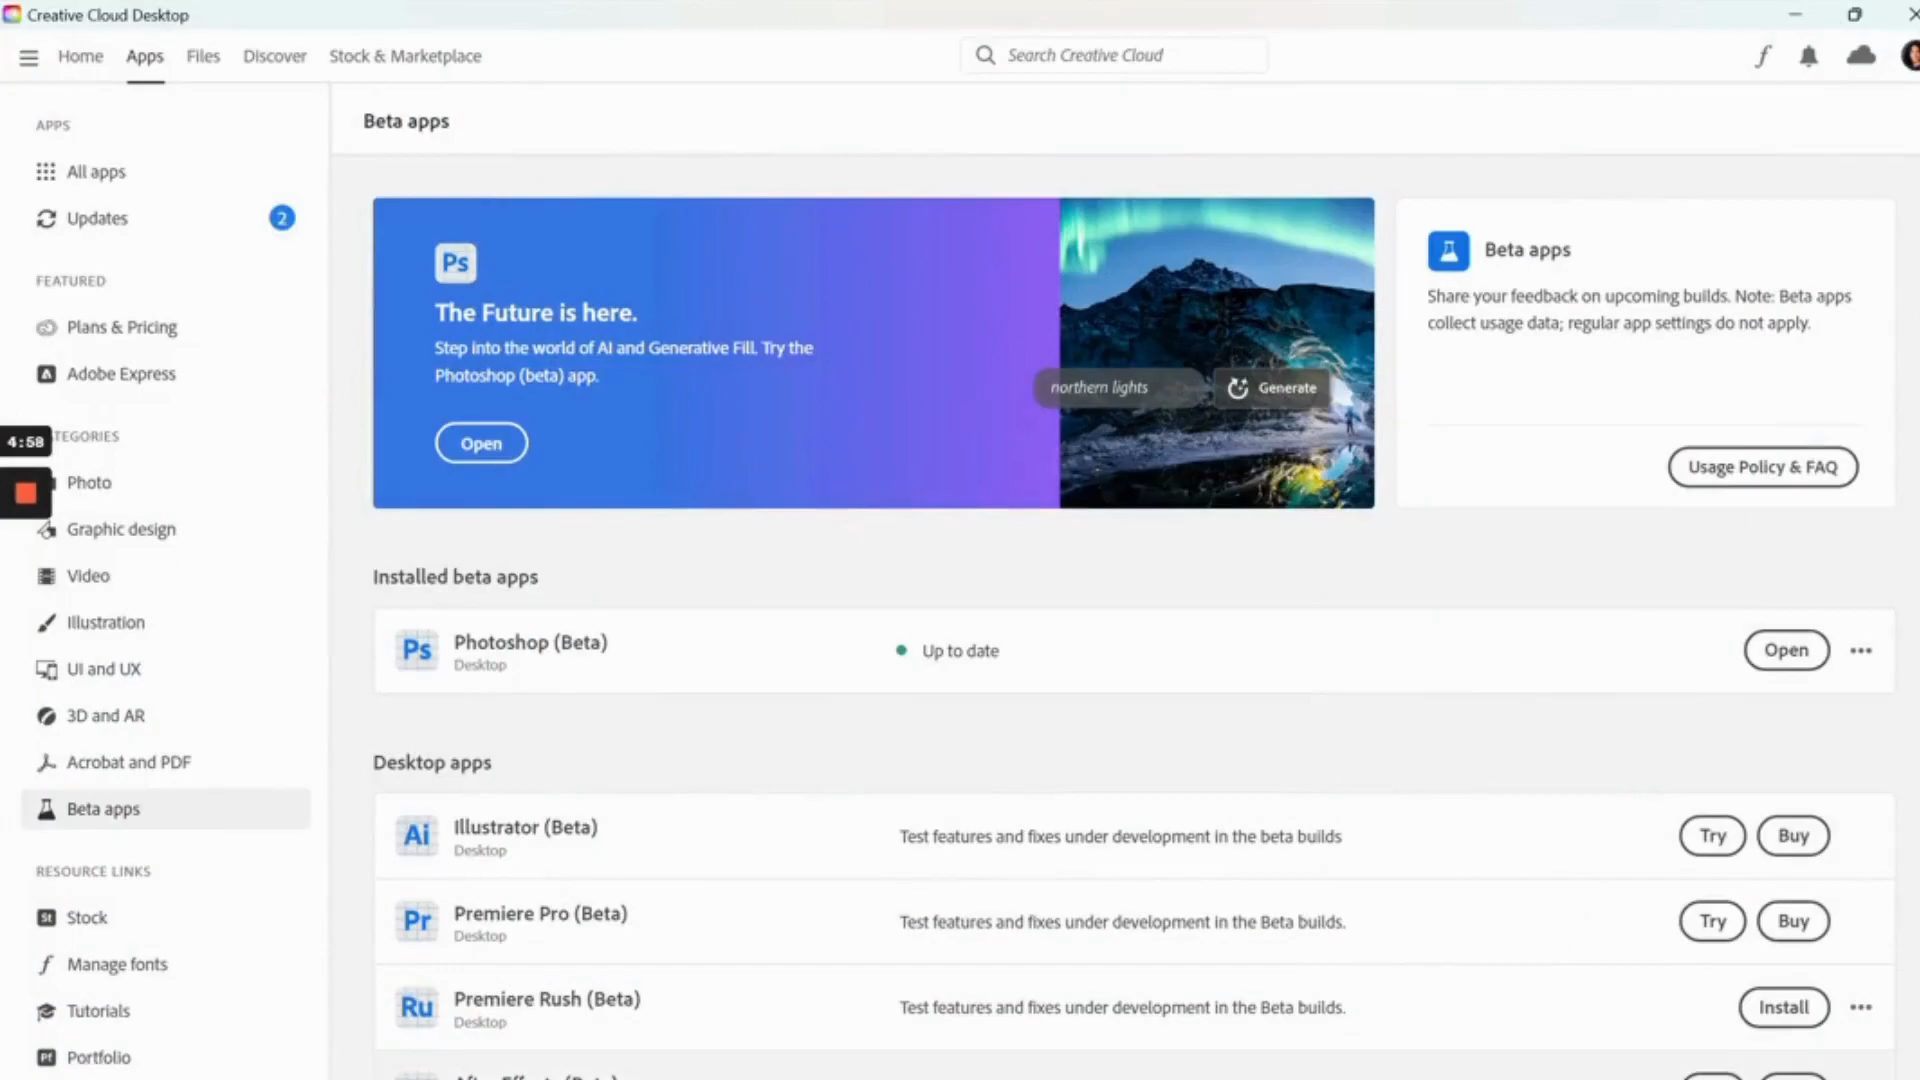 Creative Cloud Desktop
Home
Apps
Files
Discover
Stock & Marketplace
Search Creative Cloud
APPS
All apps
Updates
2
FEATURED
Plans & Pricing
Adobe Express
4:58
TEGORIES
Photo
Graphic design
Video
Illustration
UI and UX
3D and AR
Acrobat and PDF
Beta apps
RESOURCE LINKS
St
Stock
Manage fonts
Tutorials
Pf
Portfolio
Beta apps
Ps
The Future is here.
Step into the world of AI and Generative Fill. Try the
Photoshop (beta) app.
Open
northern lights
Generate
Beta apps
Share your feedback on upcoming builds. Note: Beta apps
collect usage data; regular app settings do not apply.
Usage Policy & FAQ
Installed beta apps
Ps
Photoshop (Beta)
Desktop
Up to date
Open
Desktop apps
Ai
Illustrator (Beta)
Desktop
Test features and fixes under development in the beta builds
Try
Buy
Pr
Premiere Pro (Beta)
Desktop
Test features and fixes under development in the Beta builds.
Try
Buy
Ru
Premiere Rush (Beta)
Desktop
Test features and fixes under development in the Beta builds.
Install